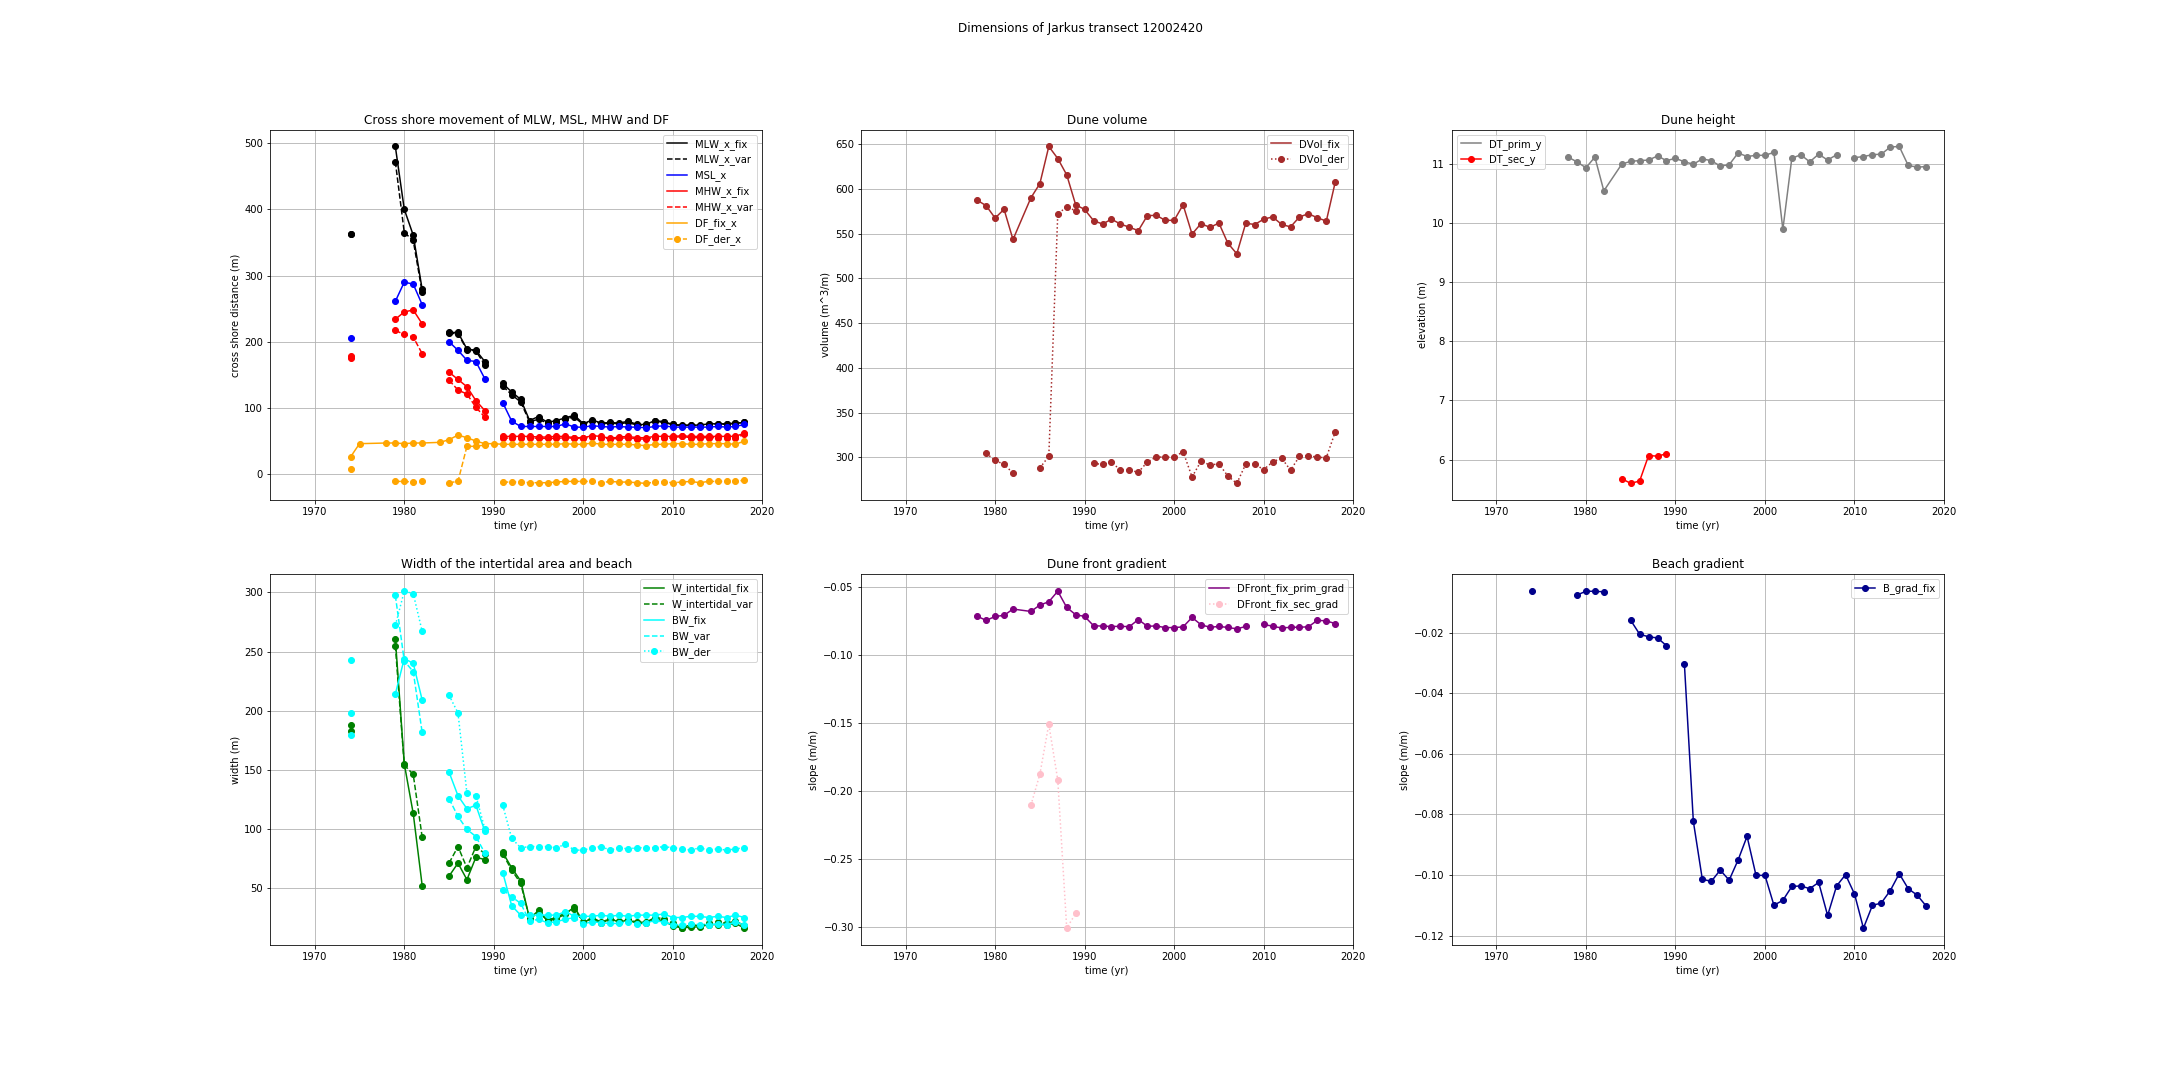 Dimensions of Jarkus transect 12002420
Cross shore movement of MLW, MSL, MHW and DF
cross shore distance (m)
500
400
300
200
100
0
MLW_x_fix
MLW_x_var
MSL_x
MHW_x_fix
MHW_x_var
DF_fix_x
DF_der_x
1970 1980 1990 2000 2010 2020
time (yr)
Dune volume
volume (m^3/m)
650
600
550
500
450
400
350
300
DVol_fix
DVol_der
1970 1980 1990 2000 2010 2020
time (yr)
Dune height
elevation (m)
11
10
9
8
7
6
DT_prim_y
DT_sec_y
1970 1980 1990 2000 2010 2020
time (yr)
Width of the intertidal area and beach
width (m)
300
250
200
150
100
50
W_intertidal_fix
W_intertidal_var
BW_fix
BW_var
BW_der
1970 1980 1990 2000 2010 2020
time (yr)
Dune front gradient
slope (m/m)
−0.05
−0.10
−0.15
−0.20
−0.25
−0.30
DFront_fix_prim_grad
DFront_fix_sec_grad
1970 1980 1990 2000 2010 2020
time (yr)
Beach gradient
slope (m/m)
−0.02
−0.04
−0.06
−0.08
−0.10
−0.12
B_grad_fix
1970 1980 1990 2000 2010 2020
time (yr)